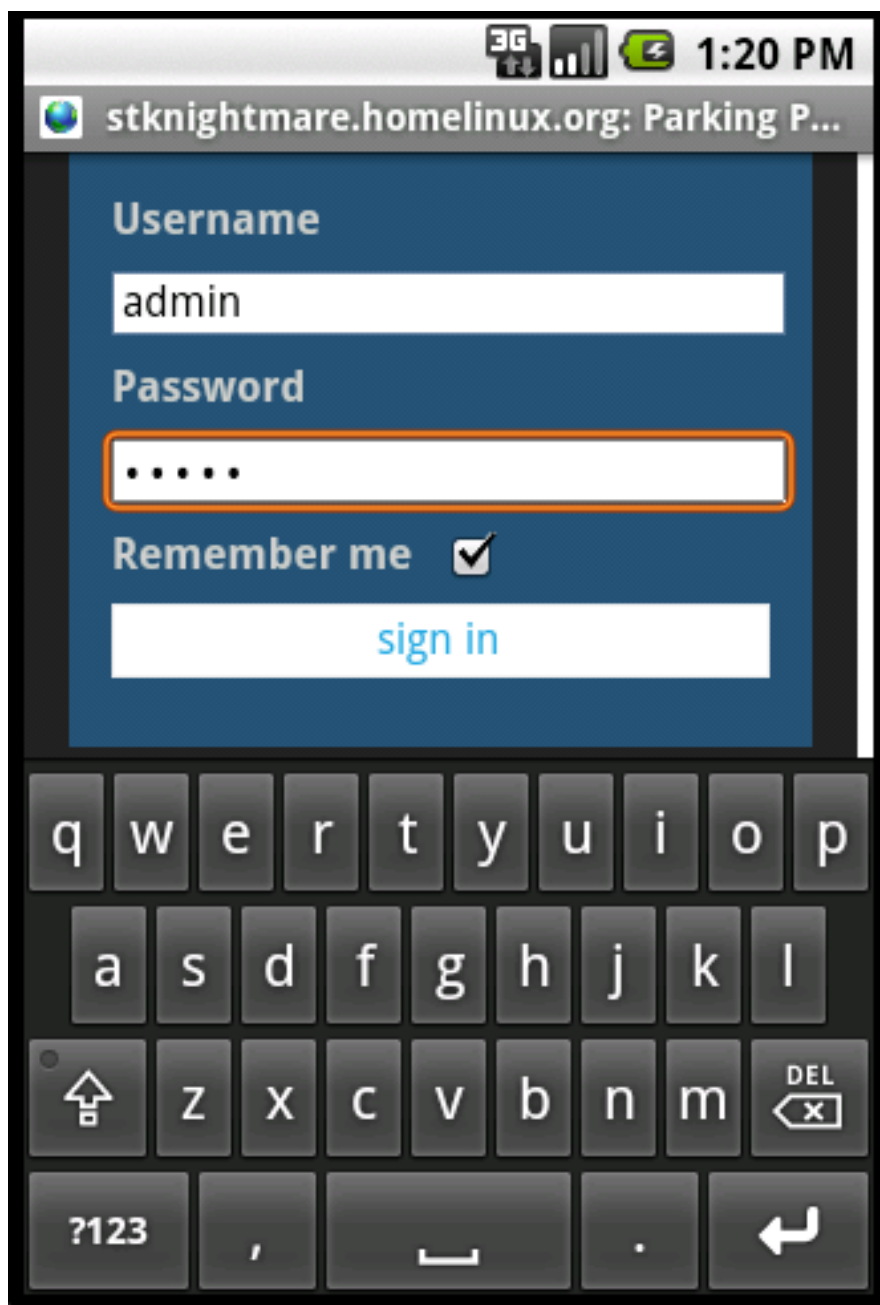 3G 1:20 PM
stknightmare.homelinux.org: Parking P...
Username
admin
Password
•••••
Remember me
sign in
q w e r t y u i o p
a s d f g h j k l
z x c v b n m DEL
?123 , .